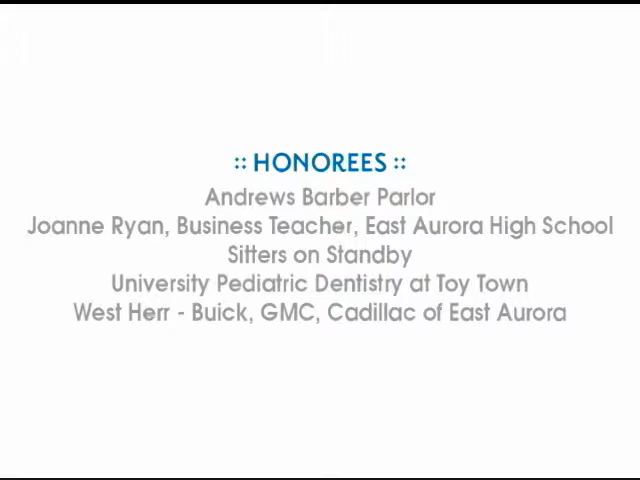 :: HONOREES ::
Andrews Barber Parlor
Joanne Ryan, Business Teacher, East Aurora High School
Sitters on Standby
University Pediatric Dentistry at Toy Town
West Herr - Buick, GMC, Cadillac of East Aurora